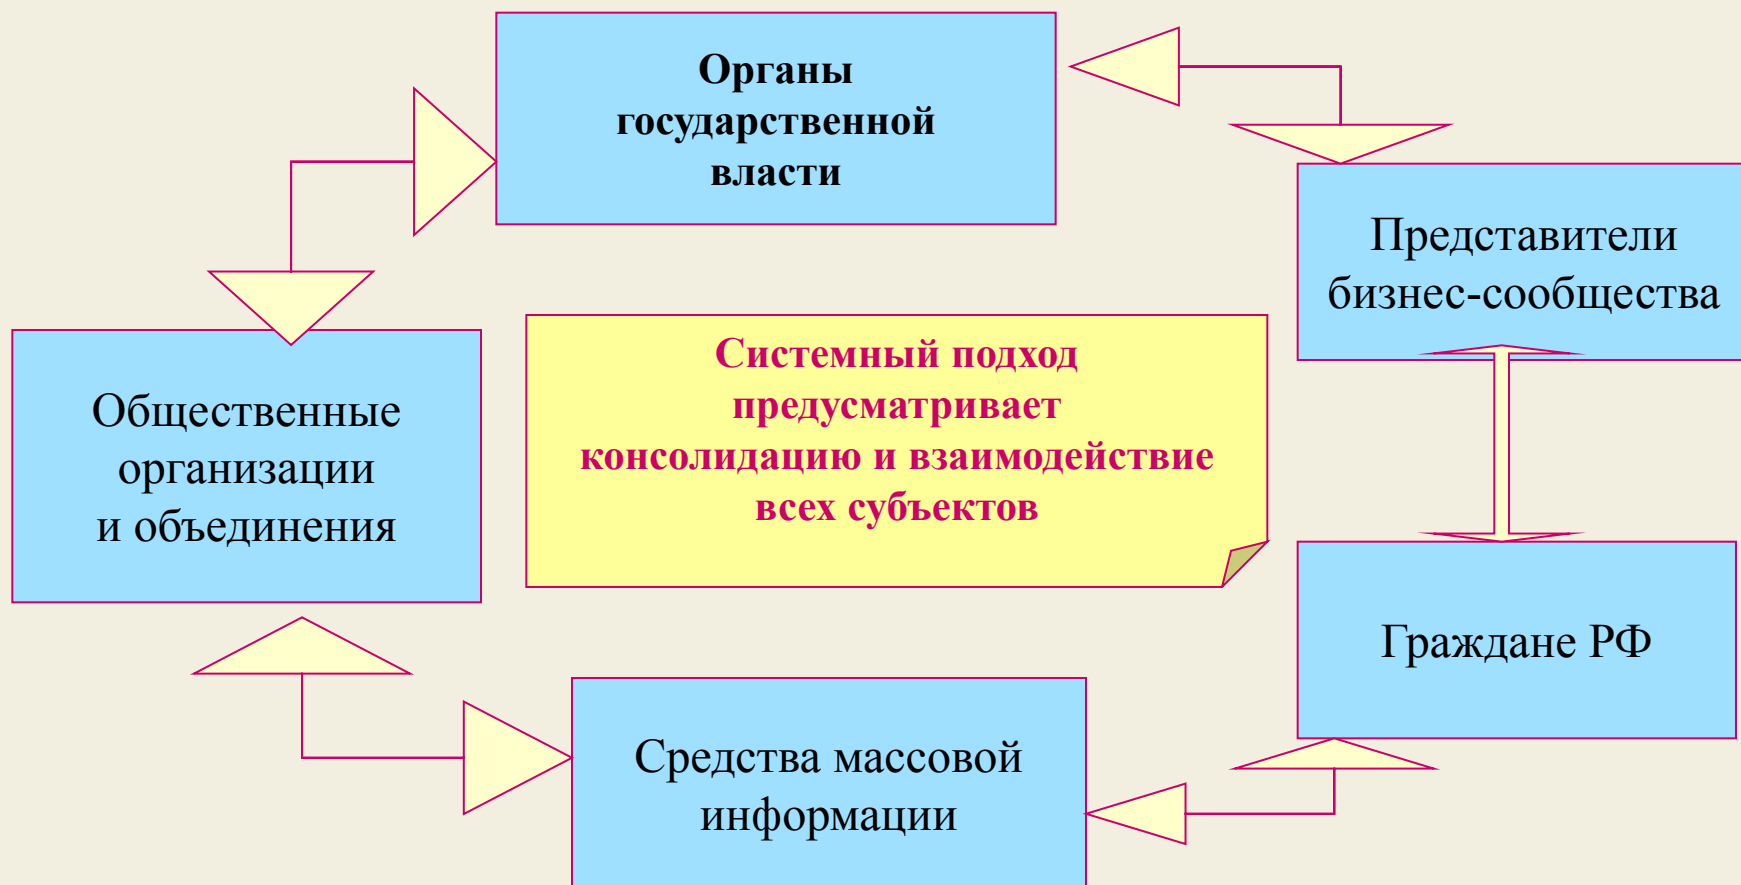 Органы
государственной
власти
Представители
бизнес-сообщества
Системный подход
предусматривает
консолидацию и взаимодействие
всех субъектов
Общественные
организации
и объединения
Граждане РФ
Средства массовой
информации